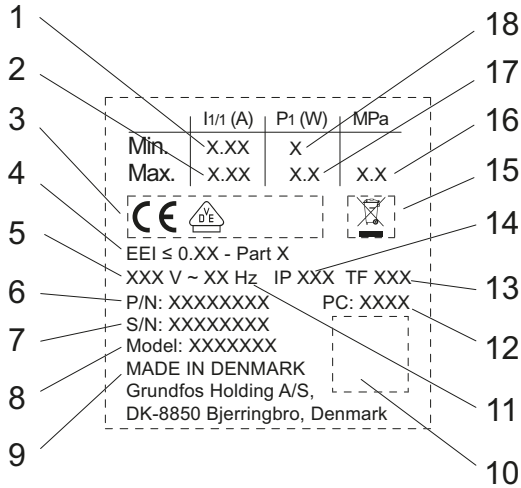 1
2
3
4
5
6
7
8
9
18
17
16
15
14
13
12
11
10
I1/1 (A) P1 (W) MPa
Min. X.XX X
Max. X.XX X.X X.X
CE VDE
EEI ≤ 0.XX - Part X
XXX V ~ XX Hz IP XXX TF XXX
P/N: XXXXXXXX PC: XXXX
S/N: XXXXXXXX
Model: XXXXXXX
MADE IN DENMARK
Grundfos Holding A/S,
DK-8850 Bjerringbro, Denmark